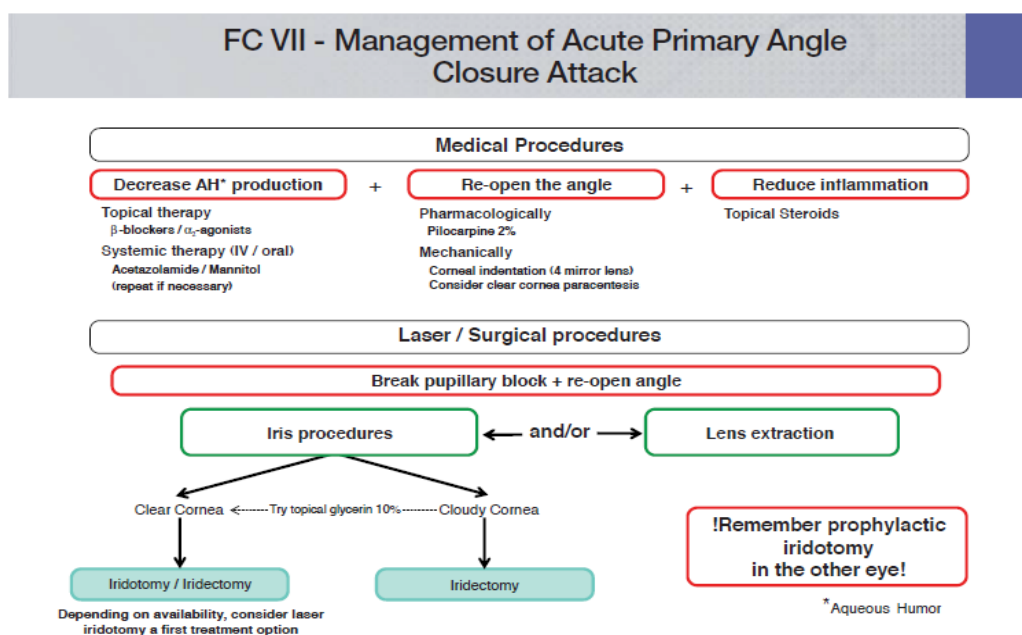 FC VII - Management of Acute Primary Angle
Closure Attack
Medical Procedures
Decrease AH* production + Re-open the angle + Reduce inflammation
Topical therapy
β-blockers / α₂-agonists
Systemic therapy (IV / oral)
Acetazolamide / Mannitol
(repeat if necessary)
Pharmacologically
Pilocarpine 2%
Mechanically
Corneal indentation (4 mirror lens)
Consider clear cornea paracentesis
Topical Steroids
Laser / Surgical procedures
Break pupillary block + re-open angle
Iris procedures and/or Lens extraction
Clear Cornea Try topical glycerin 10% Cloudy Cornea
Iridotomy / Iridectomy
Iridectomy
Depending on availability, consider laser
iridotomy a first treatment option
!Remember prophylactic
iridotomy
in the other eye!
*Aqueous Humor